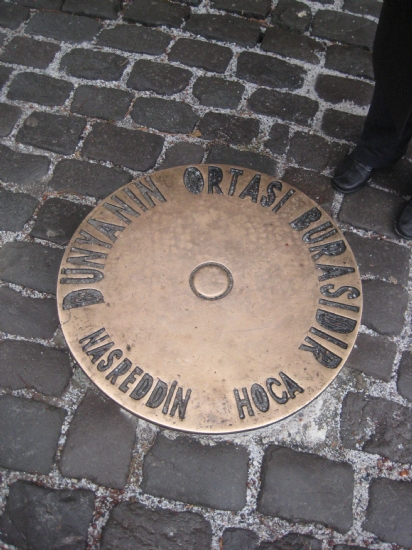 DÜNYANIN ORTASI BURASIDIR
NASREDDİN HOCA